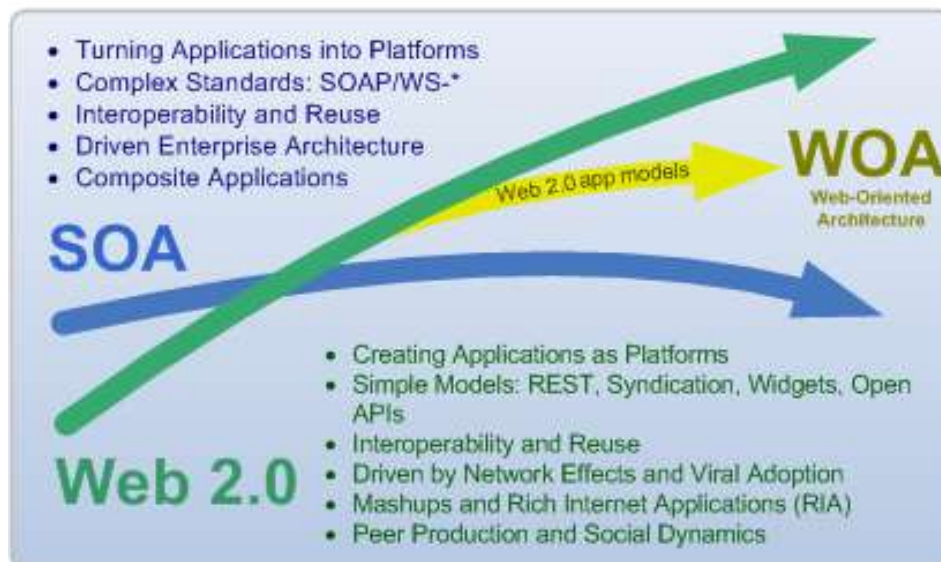 • Turning Applications into Platforms
• Complex Standards: SOAP/WS-*
• Interoperability and Reuse
• Driven Enterprise Architecture
• Composite Applications
Web 2.0 app models
WOA
Web-Oriented
Architecture
SOA
• Creating Applications as Platforms
• Simple Models: REST, Syndication, Widgets, Open
APIs
• Interoperability and Reuse
• Driven by Network Effects and Viral Adoption
• Mashups and Rich Internet Applications (RIA)
• Peer Production and Social Dynamics
Web 2.0